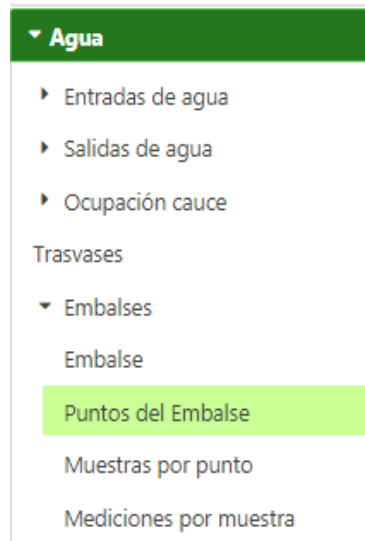 Agua
Entradas de agua
Salidas de agua
Ocupación cauce
Trasvases
Embalses
Embalse
Puntos del Embalse
Muestras por punto
Mediciones por muestra